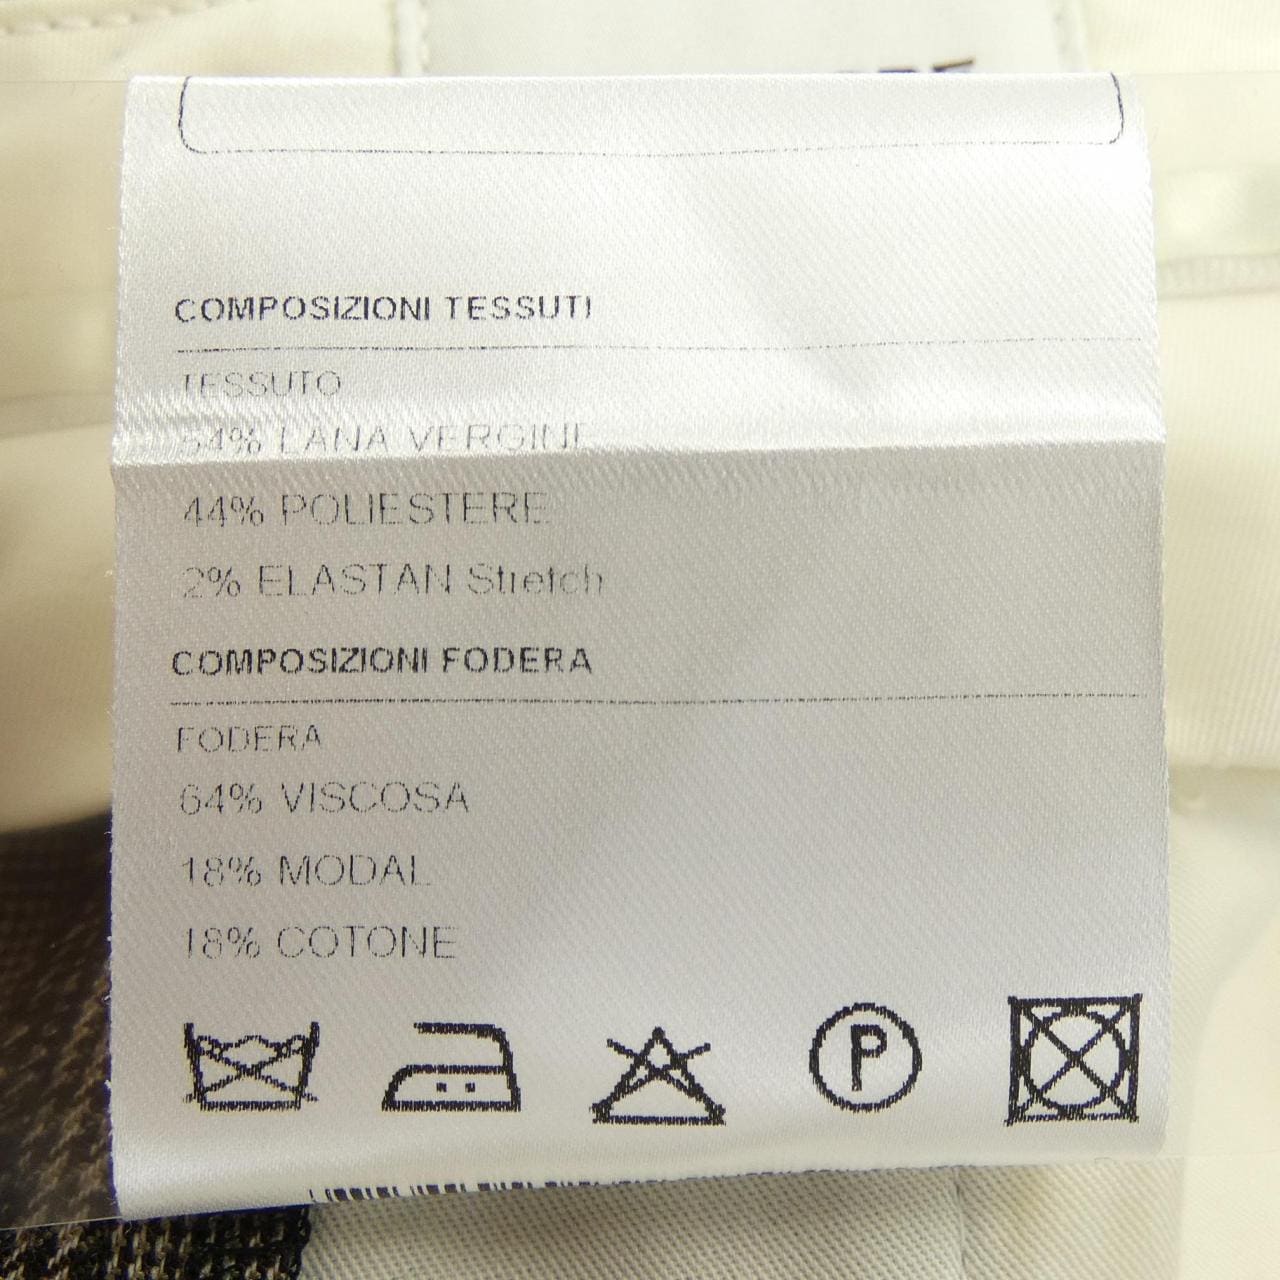 COMPOSIZIONI TESSUTI
TESSUTO
54% LANA VERGINE
44% POLIESTERE
2% ELASTAN Stretch
COMPOSIZIONI FODERA
FODERA
64% VISCOSA
18% MODAL
18% COTONE
P